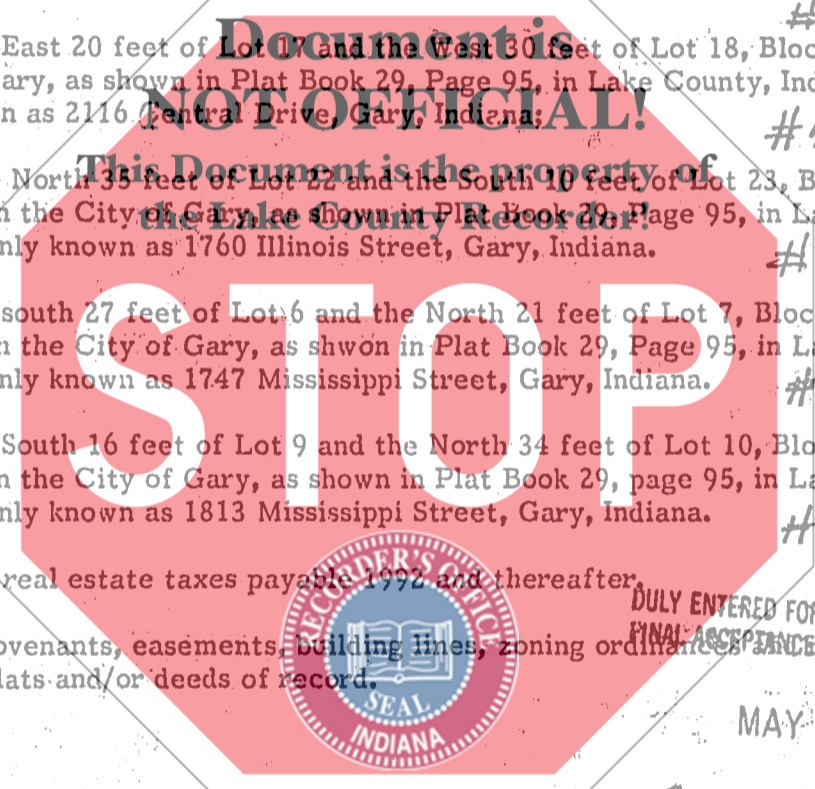 #
East 20 feet of Lot 17 and the West 30 feet of Lot 18, Bloc
ary, as shown in Plat Book 29, Page 95, in Lake County, Ind
n as 2116 Central Drive, Gary, Indiana;
Document is
NOT OFFICIAL!
This Document is the property of
the Lake County Recorder!
#
North 35 feet of Lot 22 and the South 10 feet of Lot 23, B
n the City of Gary, as shown in Plat Book 29, Page 95, in La
nly known as 1760 Illinois Street, Gary, Indiana.
#
south 27 feet of Lot 6 and the North 21 feet of Lot 7, Bloc
n the City of Gary, as shwon in Plat Book 29, Page 95, in La
nly known as 1747 Mississippi Street, Gary, Indiana.
#
STOP
South 16 feet of Lot 9 and the North 34 feet of Lot 10, Blo
n the City of Gary, as shown in Plat Book 29, page 95, in La
nly known as 1813 Mississippi Street, Gary, Indiana.
#
real estate taxes payable 1992 and thereafter.
DULY ENTERED FOR
FINAL ACCEPTANCE
ovenants, easements, building lines, zoning ordinances
lats and/or deeds of record.
RECORDER'S OFFICE
SEAL
INDIANA
MAY